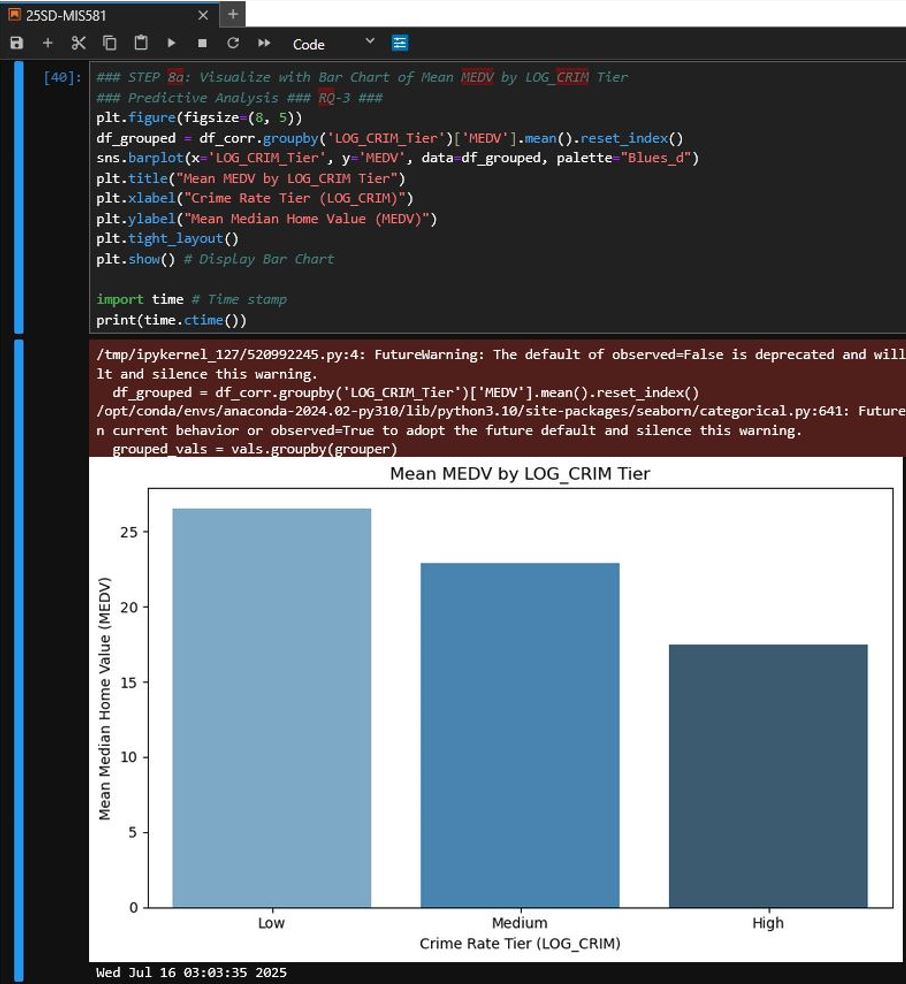 25SD-MIS581
Code
[40]:
### STEP 8a: Visualize with Bar Chart of Mean MEDV by LOG_CRIM Tier
### Predictive Analysis ### RQ-3 ###
plt.figure(figsize=(8, 5))
df_grouped = df_corr.groupby('LOG_CRIM_Tier')['MEDV'].mean().reset_index()
sns.barplot(x='LOG_CRIM_Tier', y='MEDV', data=df_grouped, palette="Blues_d")
plt.title("Mean MEDV by LOG_CRIM Tier")
plt.xlabel("Crime Rate Tier (LOG_CRIM)")
plt.ylabel("Mean Median Home Value (MEDV)")
plt.tight_layout()
plt.show() # Display Bar Chart
import time # Time stamp
print(time.ctime())
/tmp/ipykernel_127/520992245.py:4: FutureWarning: The default of observed=False is deprecated and will
lt and silence this warning.
df_grouped = df_corr.groupby('LOG_CRIM_Tier')['MEDV'].mean().reset_index()
/opt/conda/envs/anaconda-2024.02-py310/lib/python3.10/site-packages/seaborn/categorical.py:641: Future
n current behavior or observed=True to adopt the future default and silence this warning.
grouped_vals = vals.groupby(grouper)
Mean MEDV by LOG_CRIM Tier
Mean Median Home Value (MEDV)
25
20
15
10
5
0
Low Medium High
Crime Rate Tier (LOG_CRIM)
Wed Jul 16 03:03:35 2025